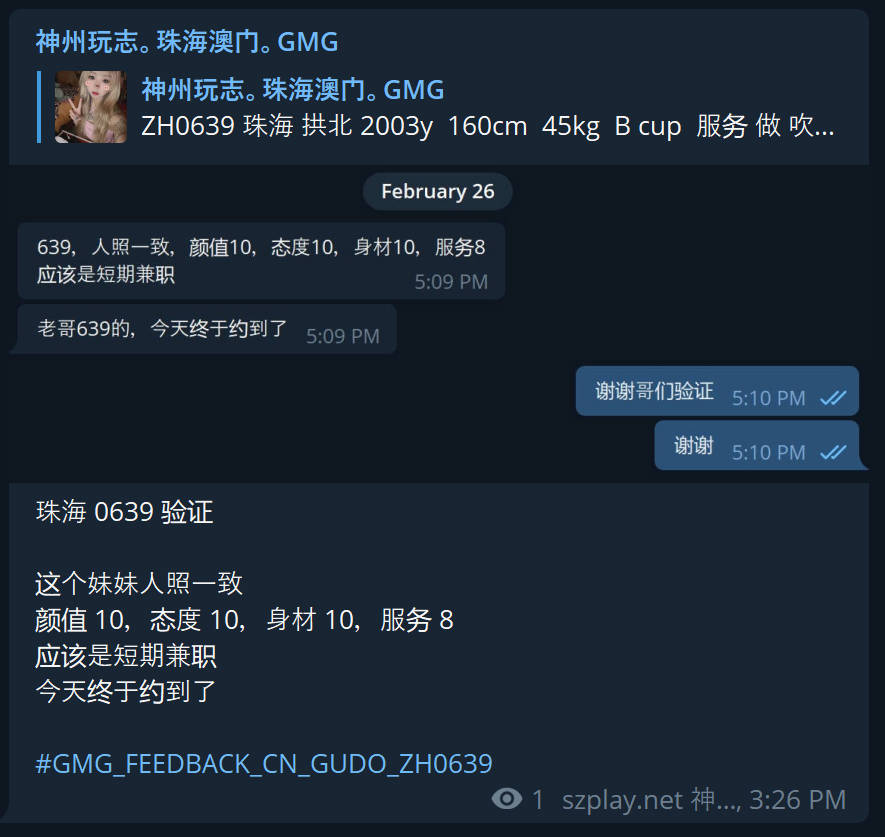 神州玩志。珠海澳门。GMG
神州玩志。珠海澳门。GMG
ZH0639 珠海 拱北 2003y 160cm 45kg B cup 服务 做 吹...
February 26
639，人照一致，颜值10，态度10，身材10，服务8
应该是短期兼职
5:09 PM
老哥639的，今天终于约到了 5:09 PM
谢谢哥们验证 5:10 PM
谢谢 5:10 PM
珠海 0639 验证
这个妹妹人照一致
颜值 10，态度 10，身材 10，服务 8
应该是短期兼职
今天终于约到了
#GMG_FEEDBACK_CN_GUDO_ZH0639
1 szplay.net 神..., 3:26 PM